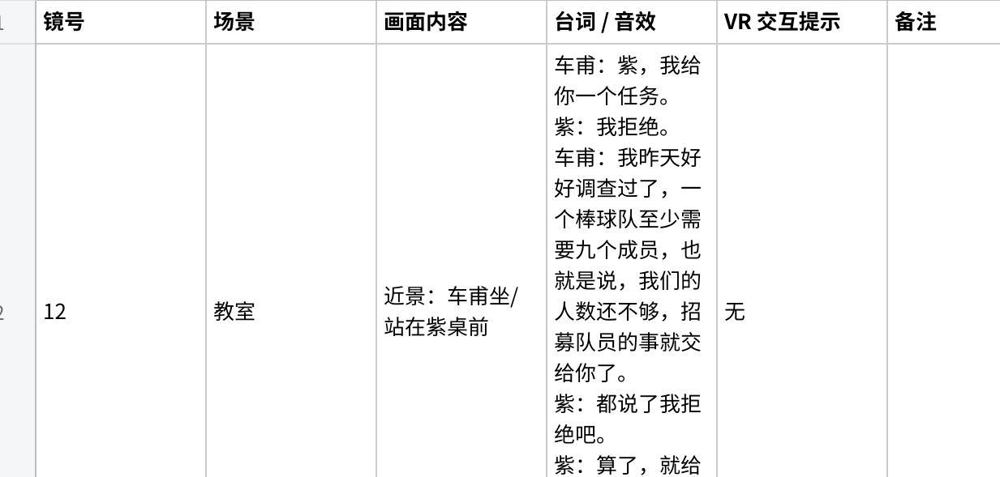 镜号 场景 画面内容 台词 / 音效 VR 交互提示 备注
12
教室
近景：车甫坐/
站在紫桌前
车甫：紫，我给
你一个任务。
紫：我拒绝。
车甫：我昨天好
好调查过了，一
个棒球队至少需
要九个成员，也
就是说，我们的
人数还不够，招
募队员的事就交
给你了。
紫：都说了我拒
绝吧。
紫：算了，就给
无